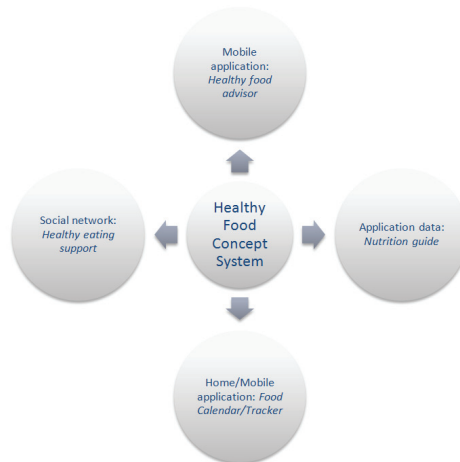 Mobile
application:
Healthy food
advisor
Social network:
Healthy eating
support
Healthy
Food
Concept
System
Application data:
Nutrition guide
Home/Mobile
application: Food
Calendar/Tracker